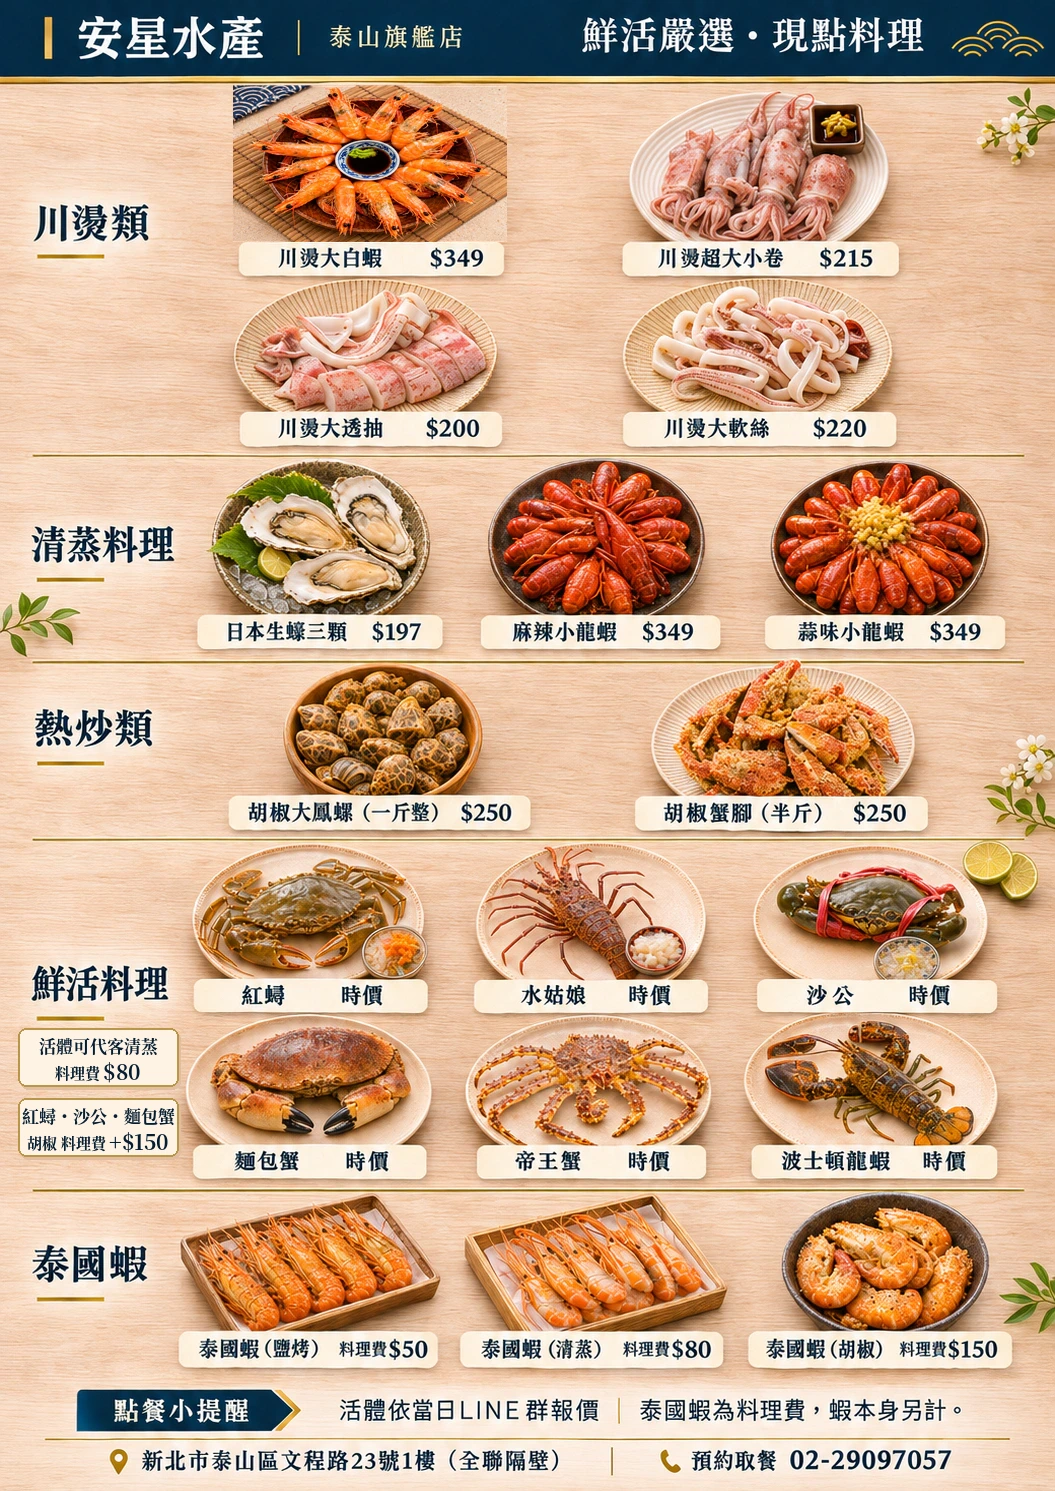 安星水產
泰山旗艦店
鮮活嚴選・現點料理
川燙類
川燙大白蝦 $349
川燙超大小卷 $215
川燙大透抽 $200
川燙大軟絲 $220
清蒸料理
日本生蠔三顆 $197
麻辣小龍蝦 $349
蒜味小龍蝦 $349
熱炒類
胡椒大鳳螺（一斤整） $250
胡椒蟹腳（半斤） $250
鮮活料理
活體可代客清蒸
料理費 $80
紅蟳・沙公・麵包蟹
胡椒 料理費+$150
紅蟳 時價
水姑娘 時價
沙公 時價
麵包蟹 時價
帝王蟹 時價
波士頓龍蝦 時價
泰國蝦
泰國蝦（鹽烤） 料理費$50
泰國蝦（清蒸） 料理費$80
泰國蝦（胡椒） 料理費$150
點餐小提醒
活體依當日LINE群報價
泰國蝦為料理費，蝦本身另計。
新北市泰山區文程路23號1樓（全聯隔壁）
預約取餐 02-29097057